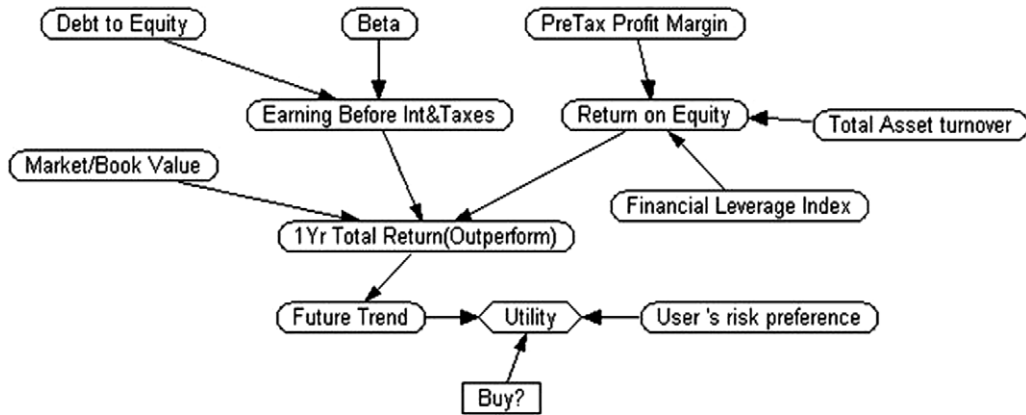 Debt to Equity
Beta
PreTax Profit Margin
Earning Before Int&Taxes
Return on Equity
Total Asset turnover
Market/Book Value
Financial Leverage Index
1Yr Total Return(Outperform)
Future Trend
Utility
User 's risk preference
Buy?